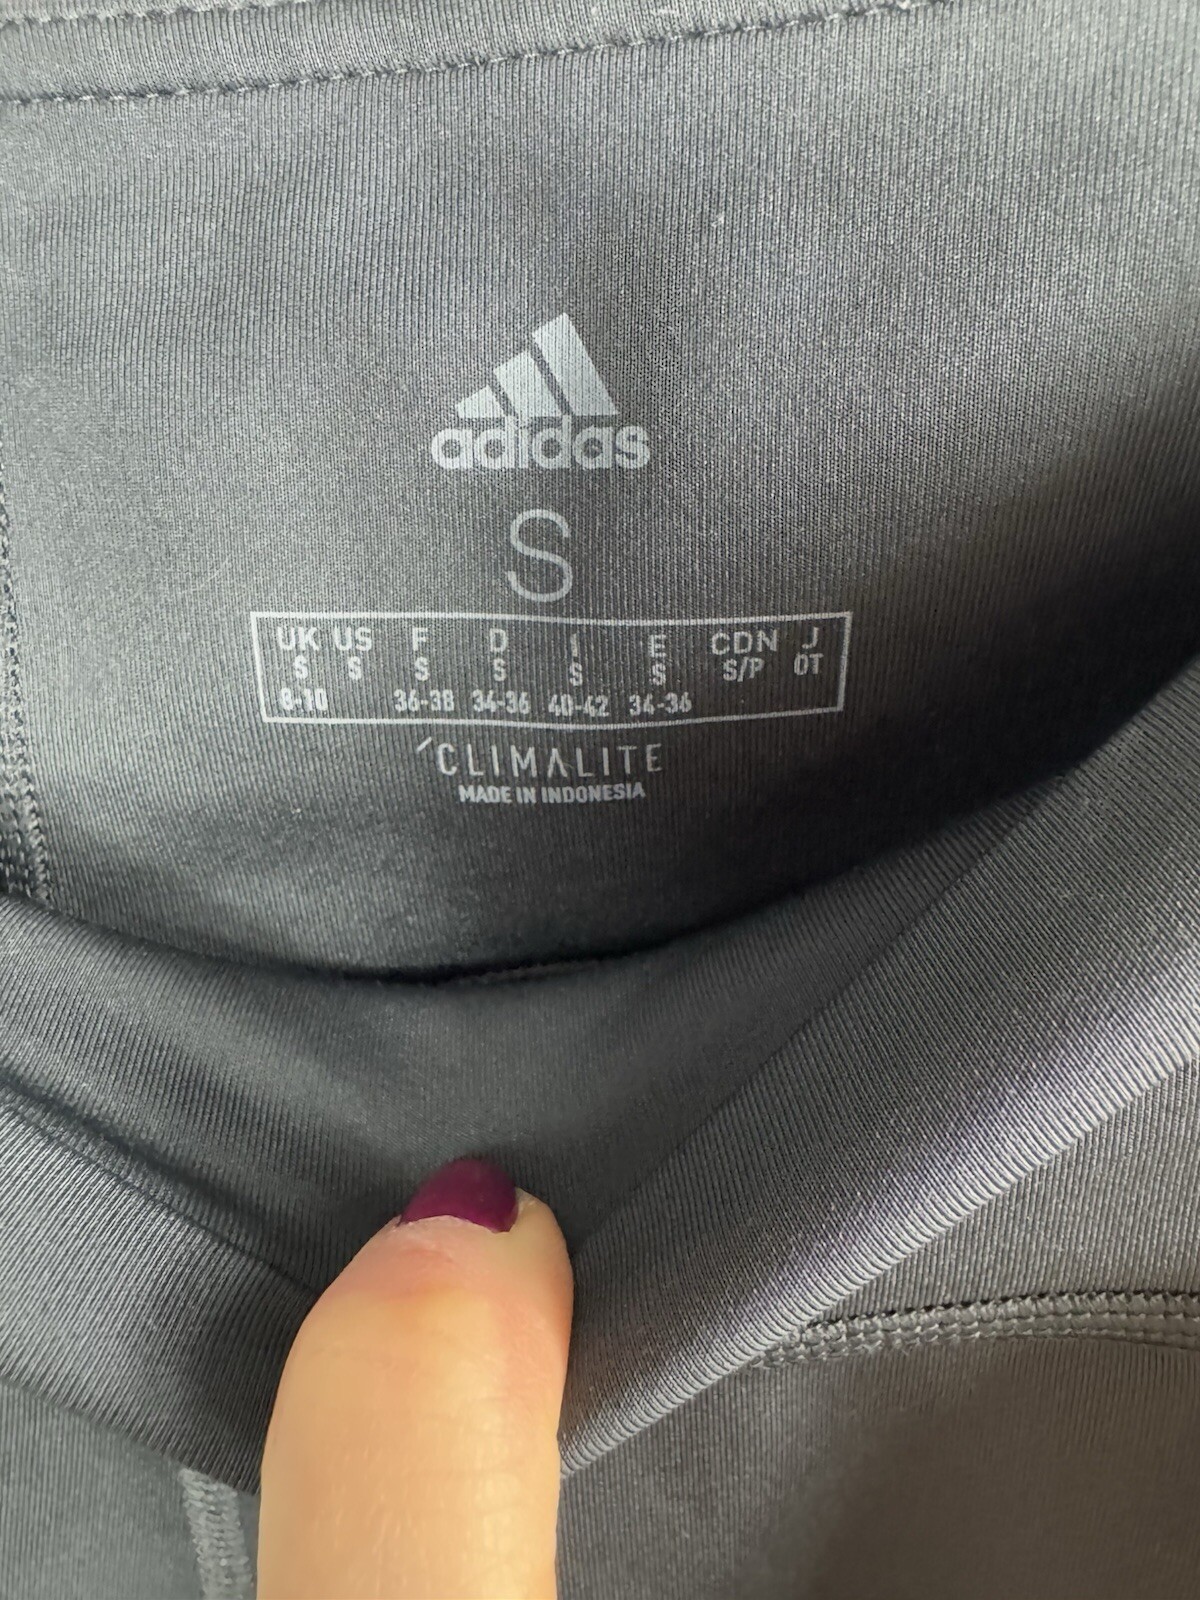 adidas
S
UK US F D I E CDN J
S S S S S S S/P OT
8-10 36-38 34-36 40-42 34-36
CLIMALITE
MADE IN INDONESIA